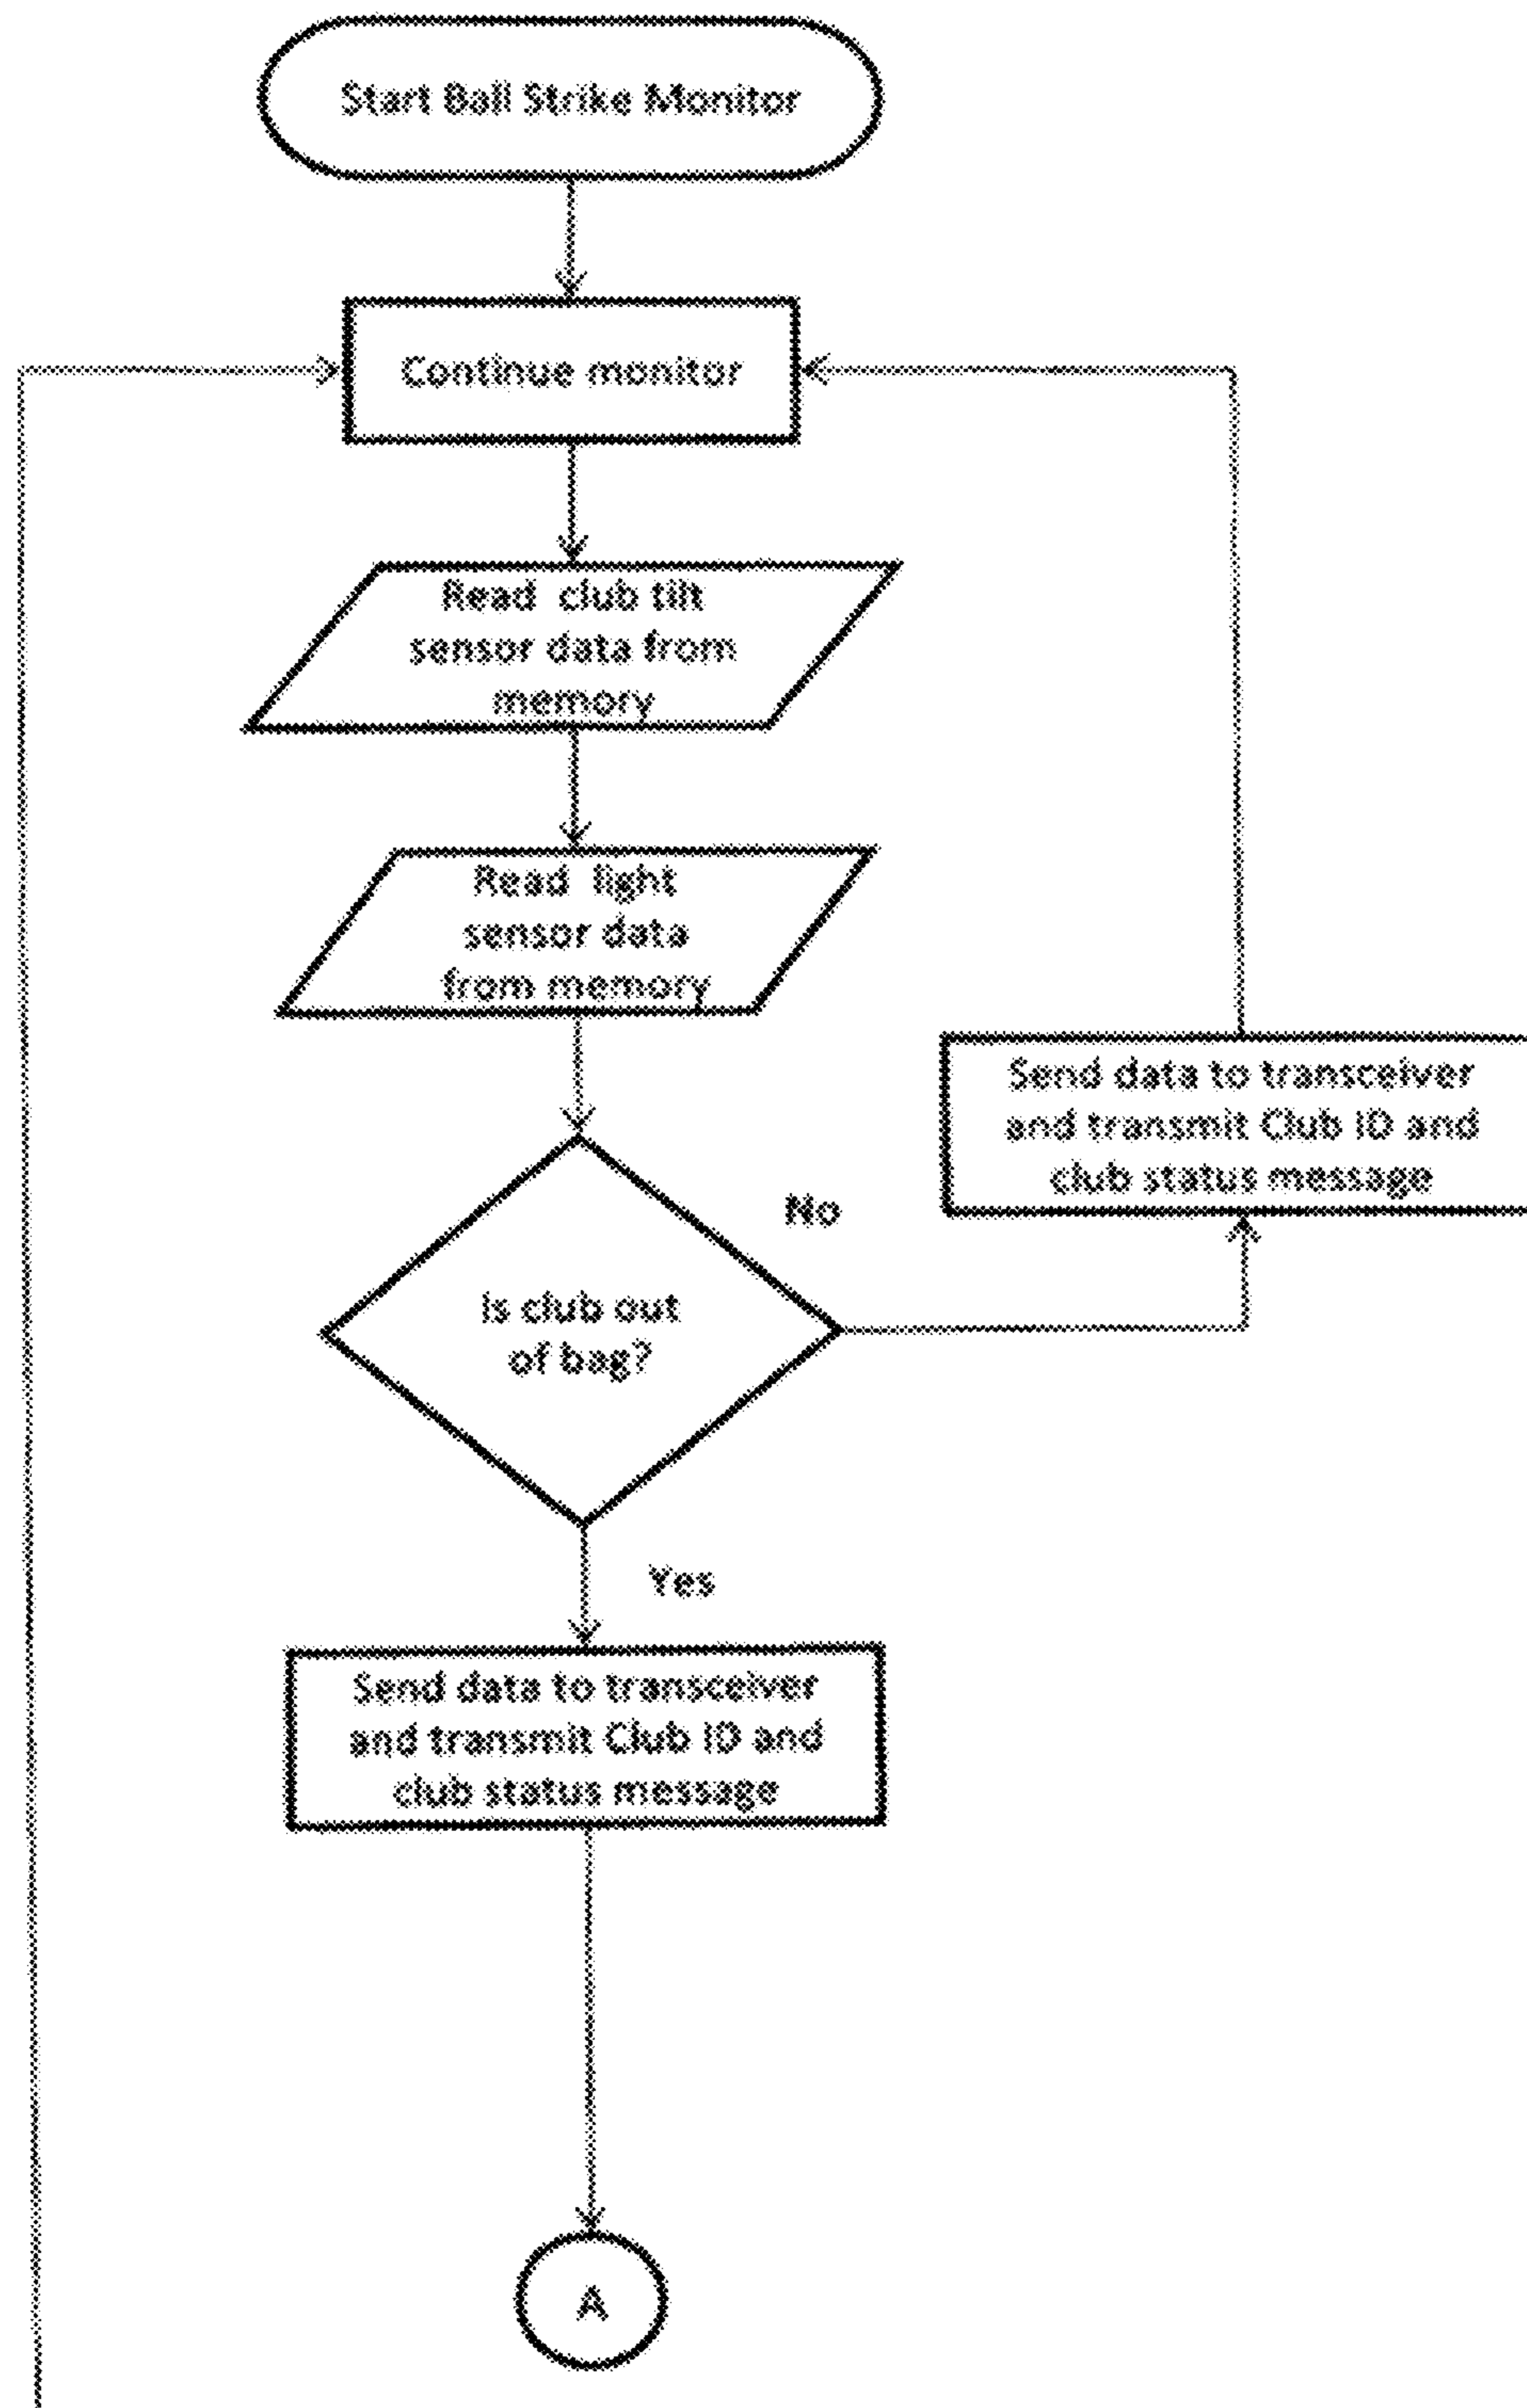 Start Ball Strike Monitor
Continue monitor
Read club tilt
sensor data from
memory
Read light
sensor data
from memory
Send data to transceiver
and transmit Club ID and
club status message
No
Is club out
of bag?
Yes
Send data to transceiver
and transmit Club ID and
club status message
A